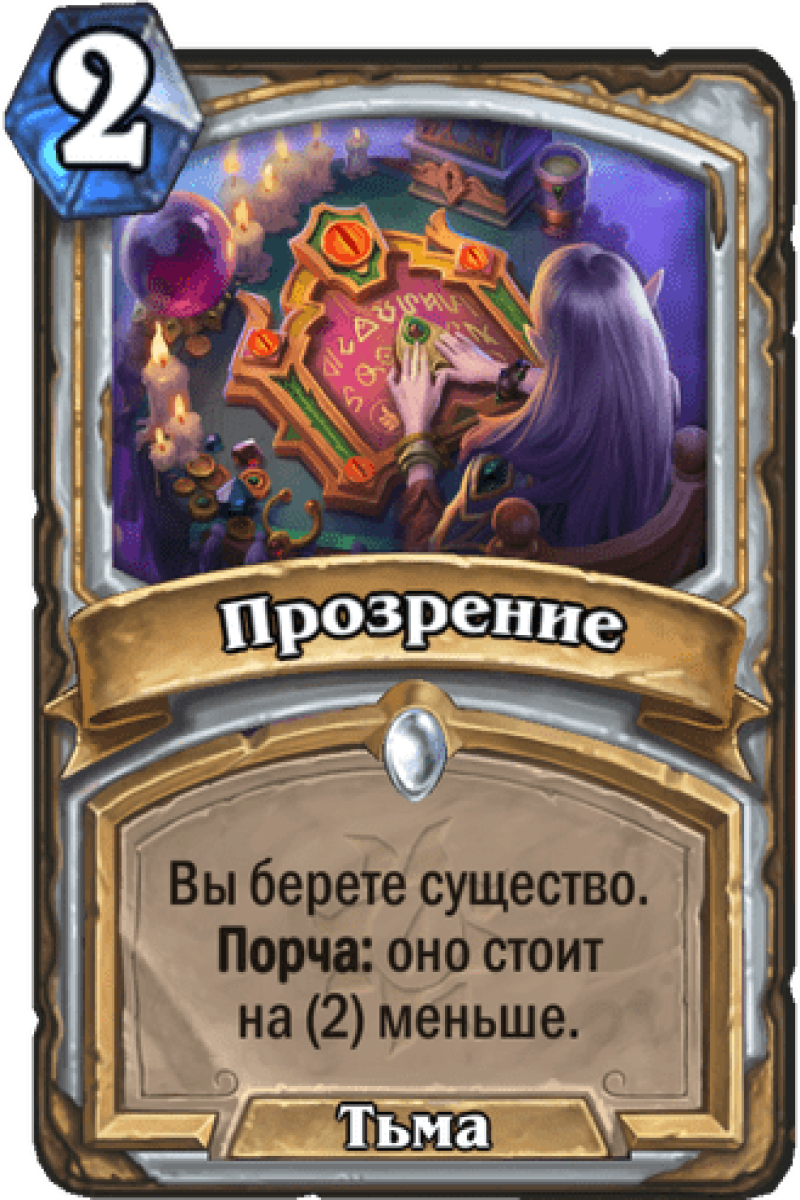 2
Прозрение
Вы берете существо.
Порча: оно стоит
на (2) меньше.
Тьма